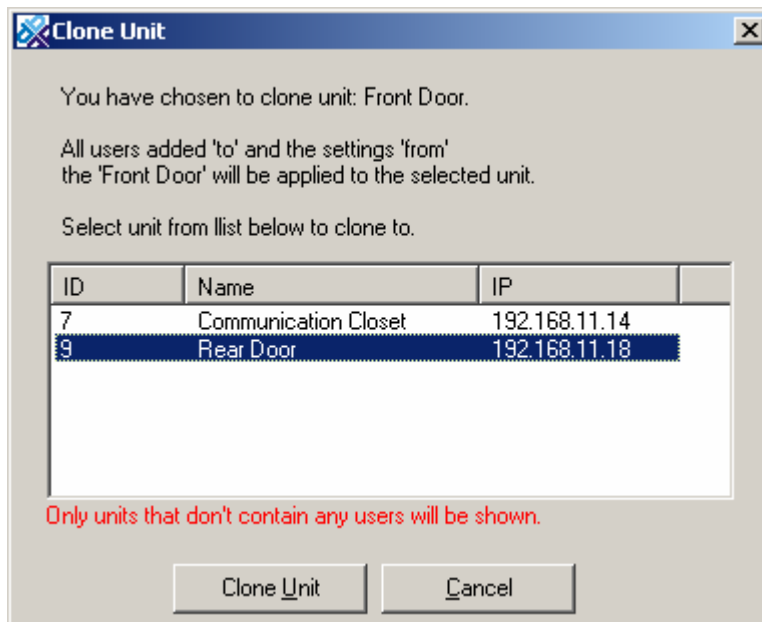 Clone Unit
You have chosen to clone unit: Front Door.
All users added 'to' and the settings 'from'
the 'Front Door' will be applied to the selected unit.
Select unit from llist below to clone to.
ID Name IP
7 Communication Closet 192.168.11.14
9 Rear Door 192.168.11.18
Only units that don't contain any users will be shown.
Clone Unit Cancel